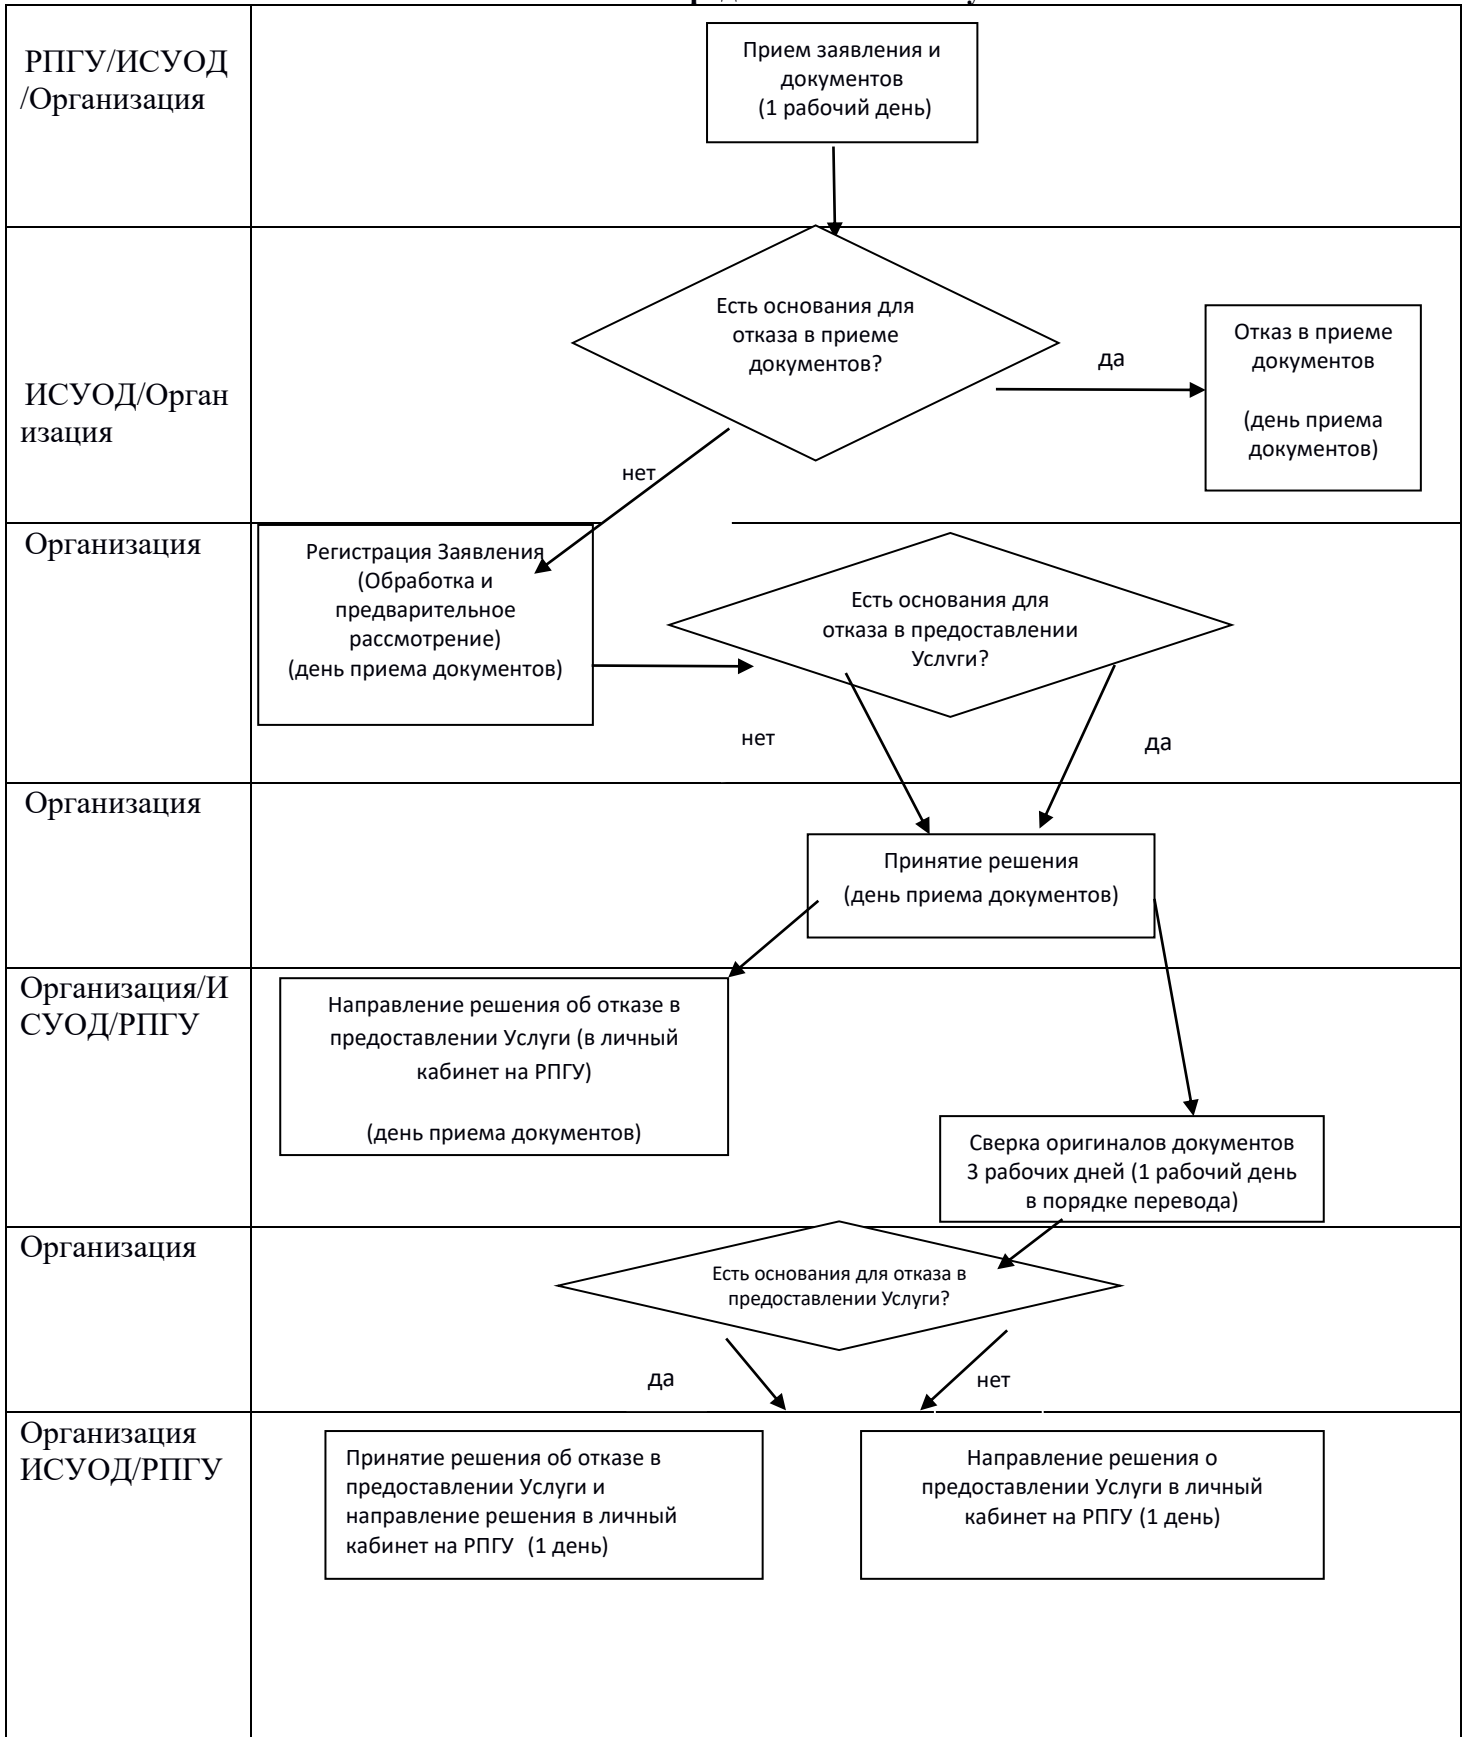 РПГУ/ИСУОД
/Организация
Прием заявления и
документов
(1 рабочий день)
ИСУОД/Орган
изация
Есть основания для
отказа в приеме
документов?
да
Отказ в приеме
документов
(день приема
документов)
нет
Организация
Регистрация Заявления
(Обработка и
предварительное
рассмотрение)
(день приема документов)
Есть основания для
отказа в предоставлении
Услуги?
нет
да
Организация
Принятие решения
(день приема документов)
Организация/И
СУОД/РПГУ
Направление решения об отказе в
предоставлении Услуги (в личный
кабинет на РПГУ)
(день приема документов)
Сверка оригиналов документов
3 рабочих дней (1 рабочий день
в порядке перевода)
Организация
Есть основания для отказа в
предоставлении Услуги?
да
нет
Организация
ИСУОД/РПГУ
Принятие решения об отказе в
предоставлении Услуги и
направление решения в личный
кабинет на РПГУ (1 день)
Направление решения о
предоставлении Услуги в личный
кабинет на РПГУ (1 день)